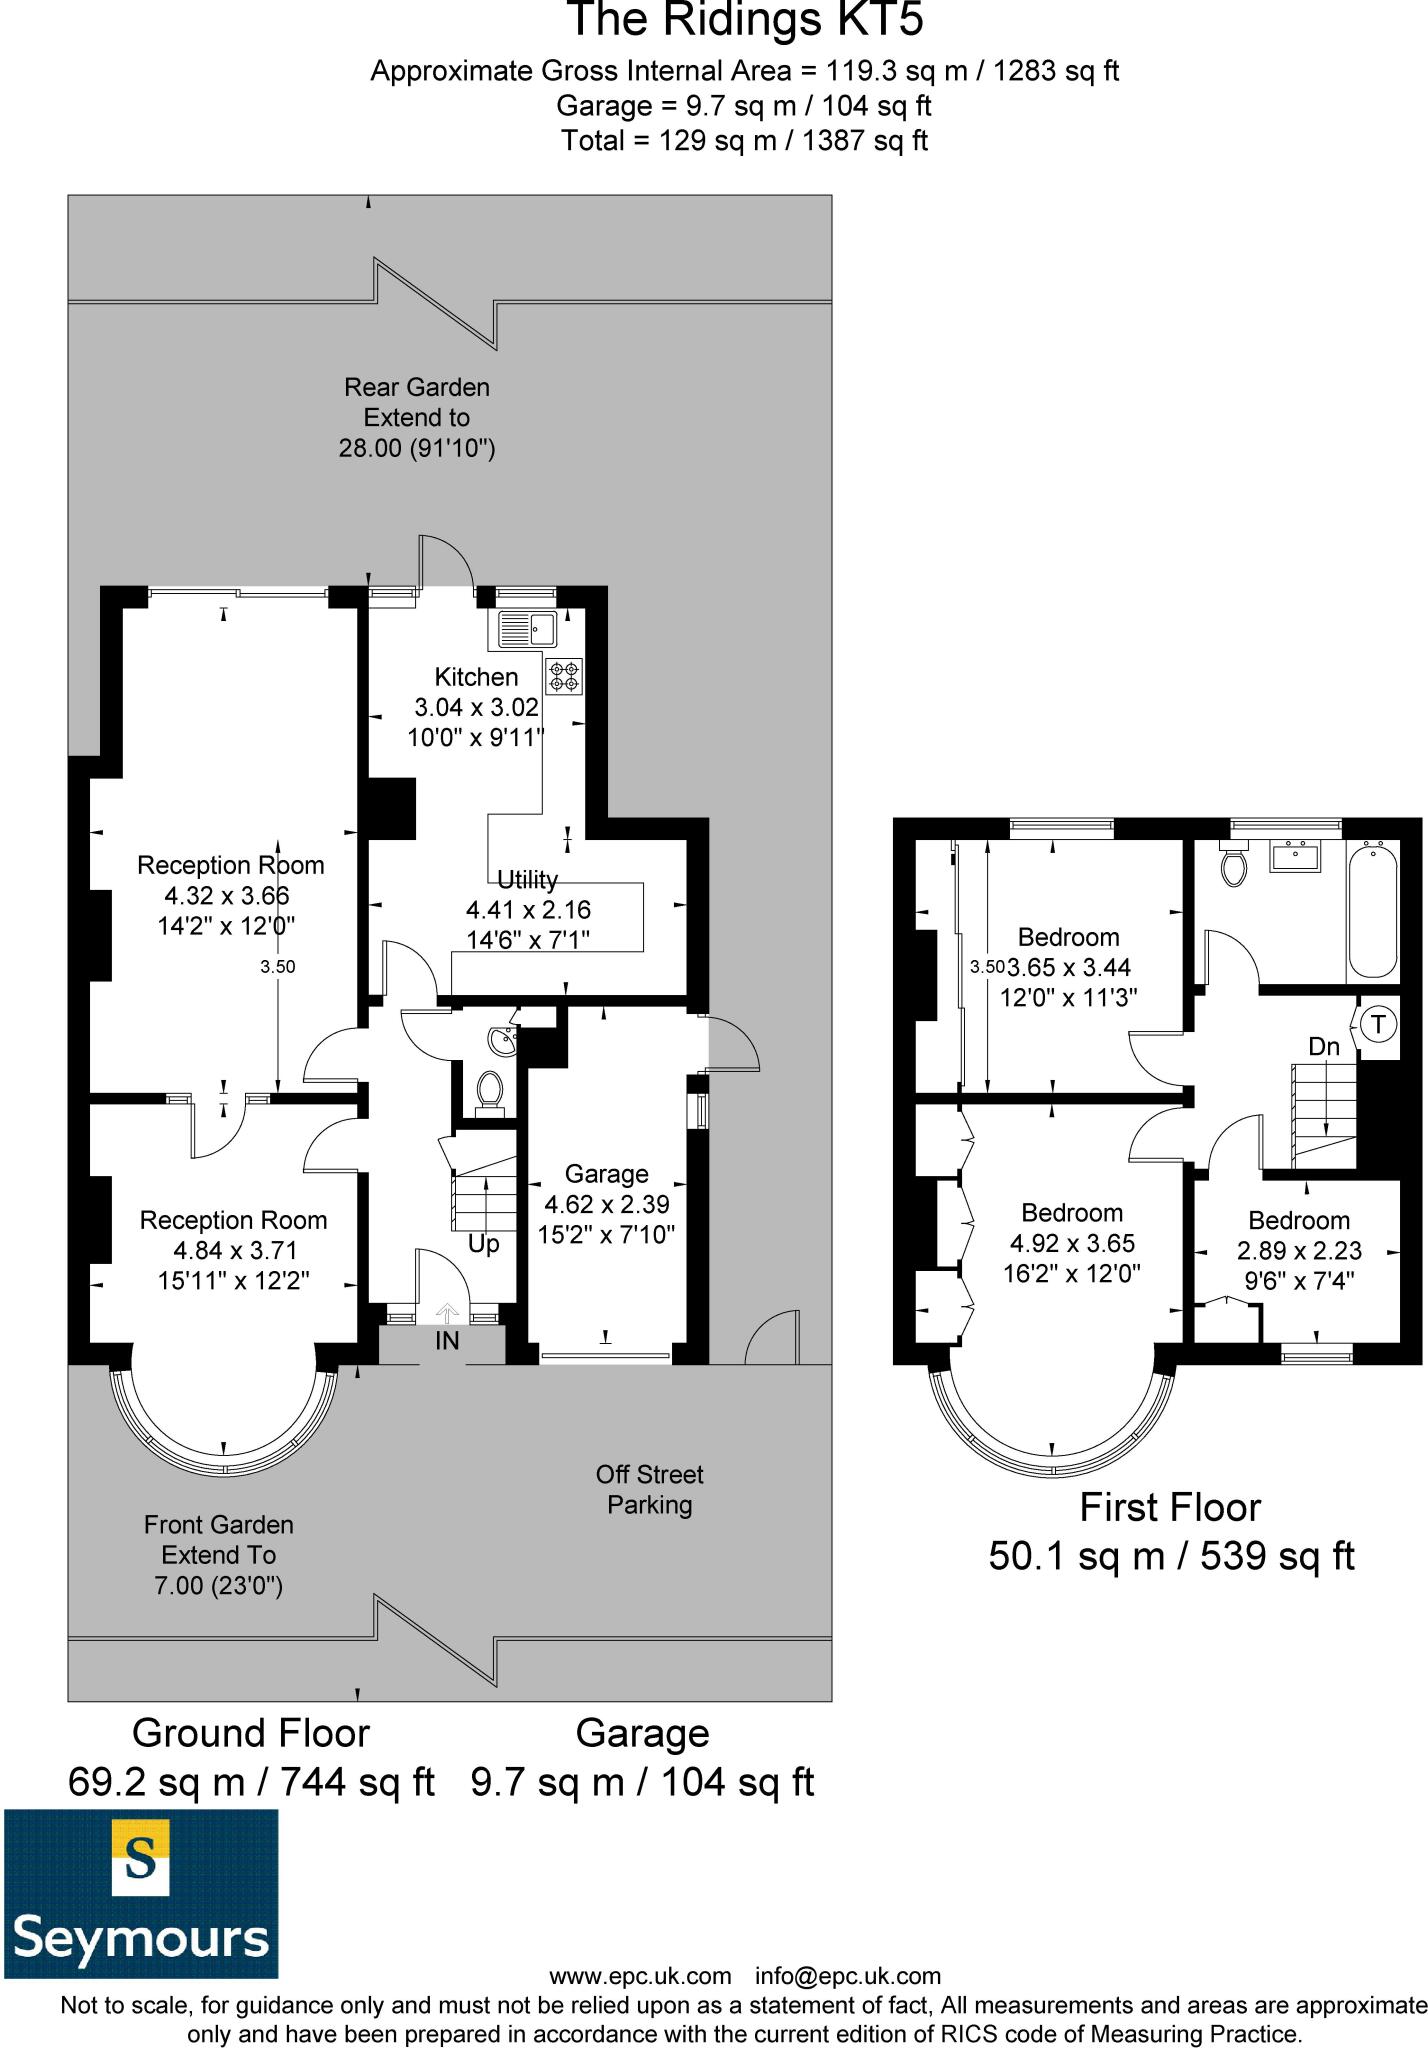 The Ridings KT5
Approximate Gross Internal Area = 119.3 sq m / 1283 sq ft
Garage = 9.7 sq m / 104 sq ft
Total = 129 sq m / 1387 sq ft
Rear Garden
Extend to
28.00 (91'10")
Kitchen
3.04 x 3.02
10'0" x 9'11"
Reception Room
4.32 x 3.66
14'2" x 12'0"
3.50
Utility
4.41 x 2.16
14'6" x 7'1"
Reception Room
4.84 x 3.71
15'11" x 12'2"
Up
IN
Garage
4.62 x 2.39
15'2" x 7'10"
Front Garden
Extend To
7.00 (23'0")
Off Street
Parking
Bedroom
3.65 x 3.44
12'0" x 11'3"
3.50
Dn
T
Bedroom
4.92 x 3.65
16'2" x 12'0"
Bedroom
2.89 x 2.23
9'6" x 7'4"
First Floor
50.1 sq m / 539 sq ft
Ground Floor
69.2 sq m / 744 sq ft
Garage
9.7 sq m / 104 sq ft
S
Seymours
www.epc.uk.com info@epc.uk.com
Not to scale, for guidance only and must not be relied upon as a statement of fact, All measurements and areas are approximate
only and have been prepared in accordance with the current edition of RICS code of Measuring Practice.